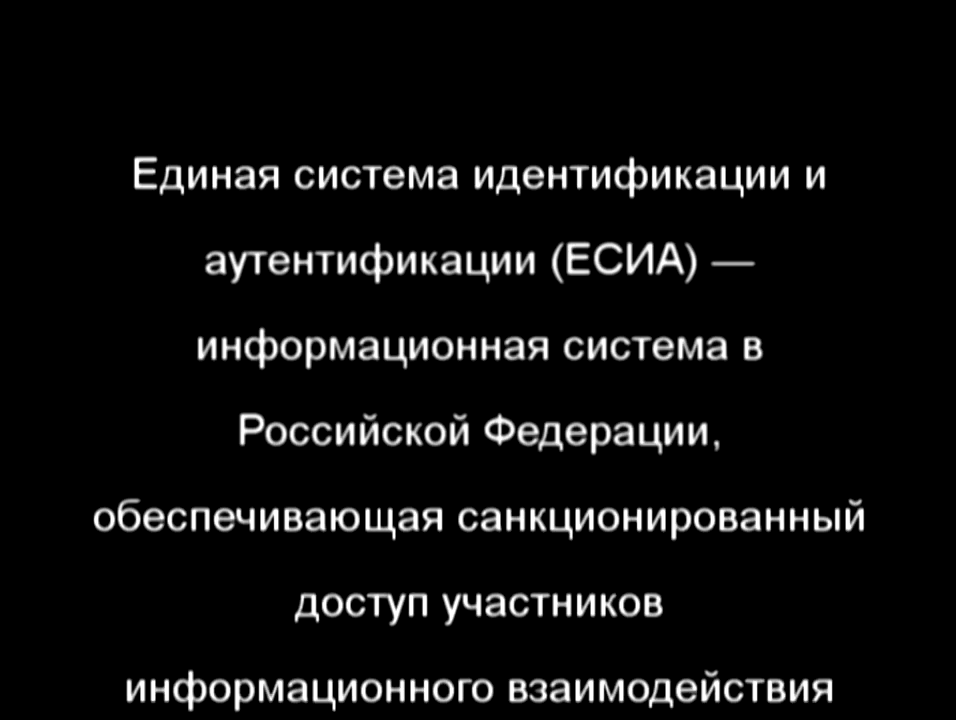 Единая система идентификации и
аутентификации (ЕСИА) —
информационная система в
Российской Федерации,
обеспечивающая санкционированный
доступ участников
информационного взаимодействия